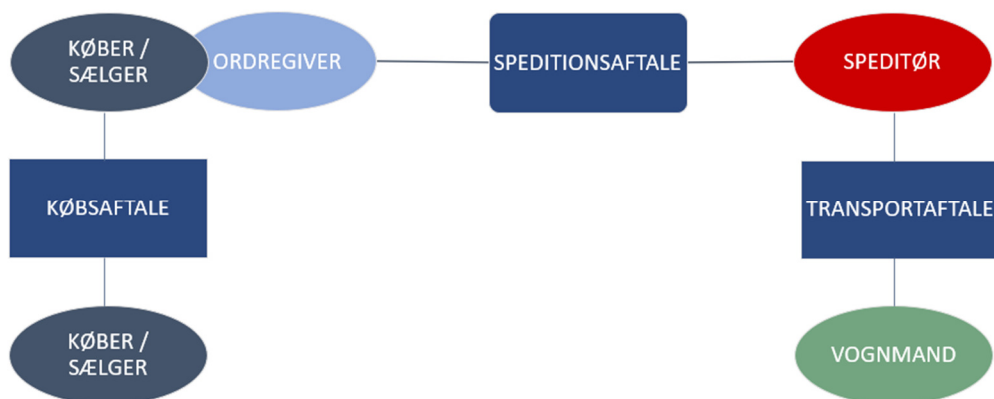 KØBER /
SÆLGER
ORDREGIVER
SPEDITIONSAFTALE
SPEDITØR
KØBSAFTALE
TRANSPORTAFTALE
KØBER /
SÆLGER
VOGNMAND